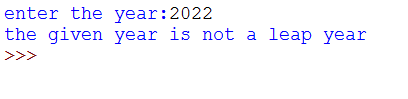 enter the year:2022
the given year is not a leap year
>>>